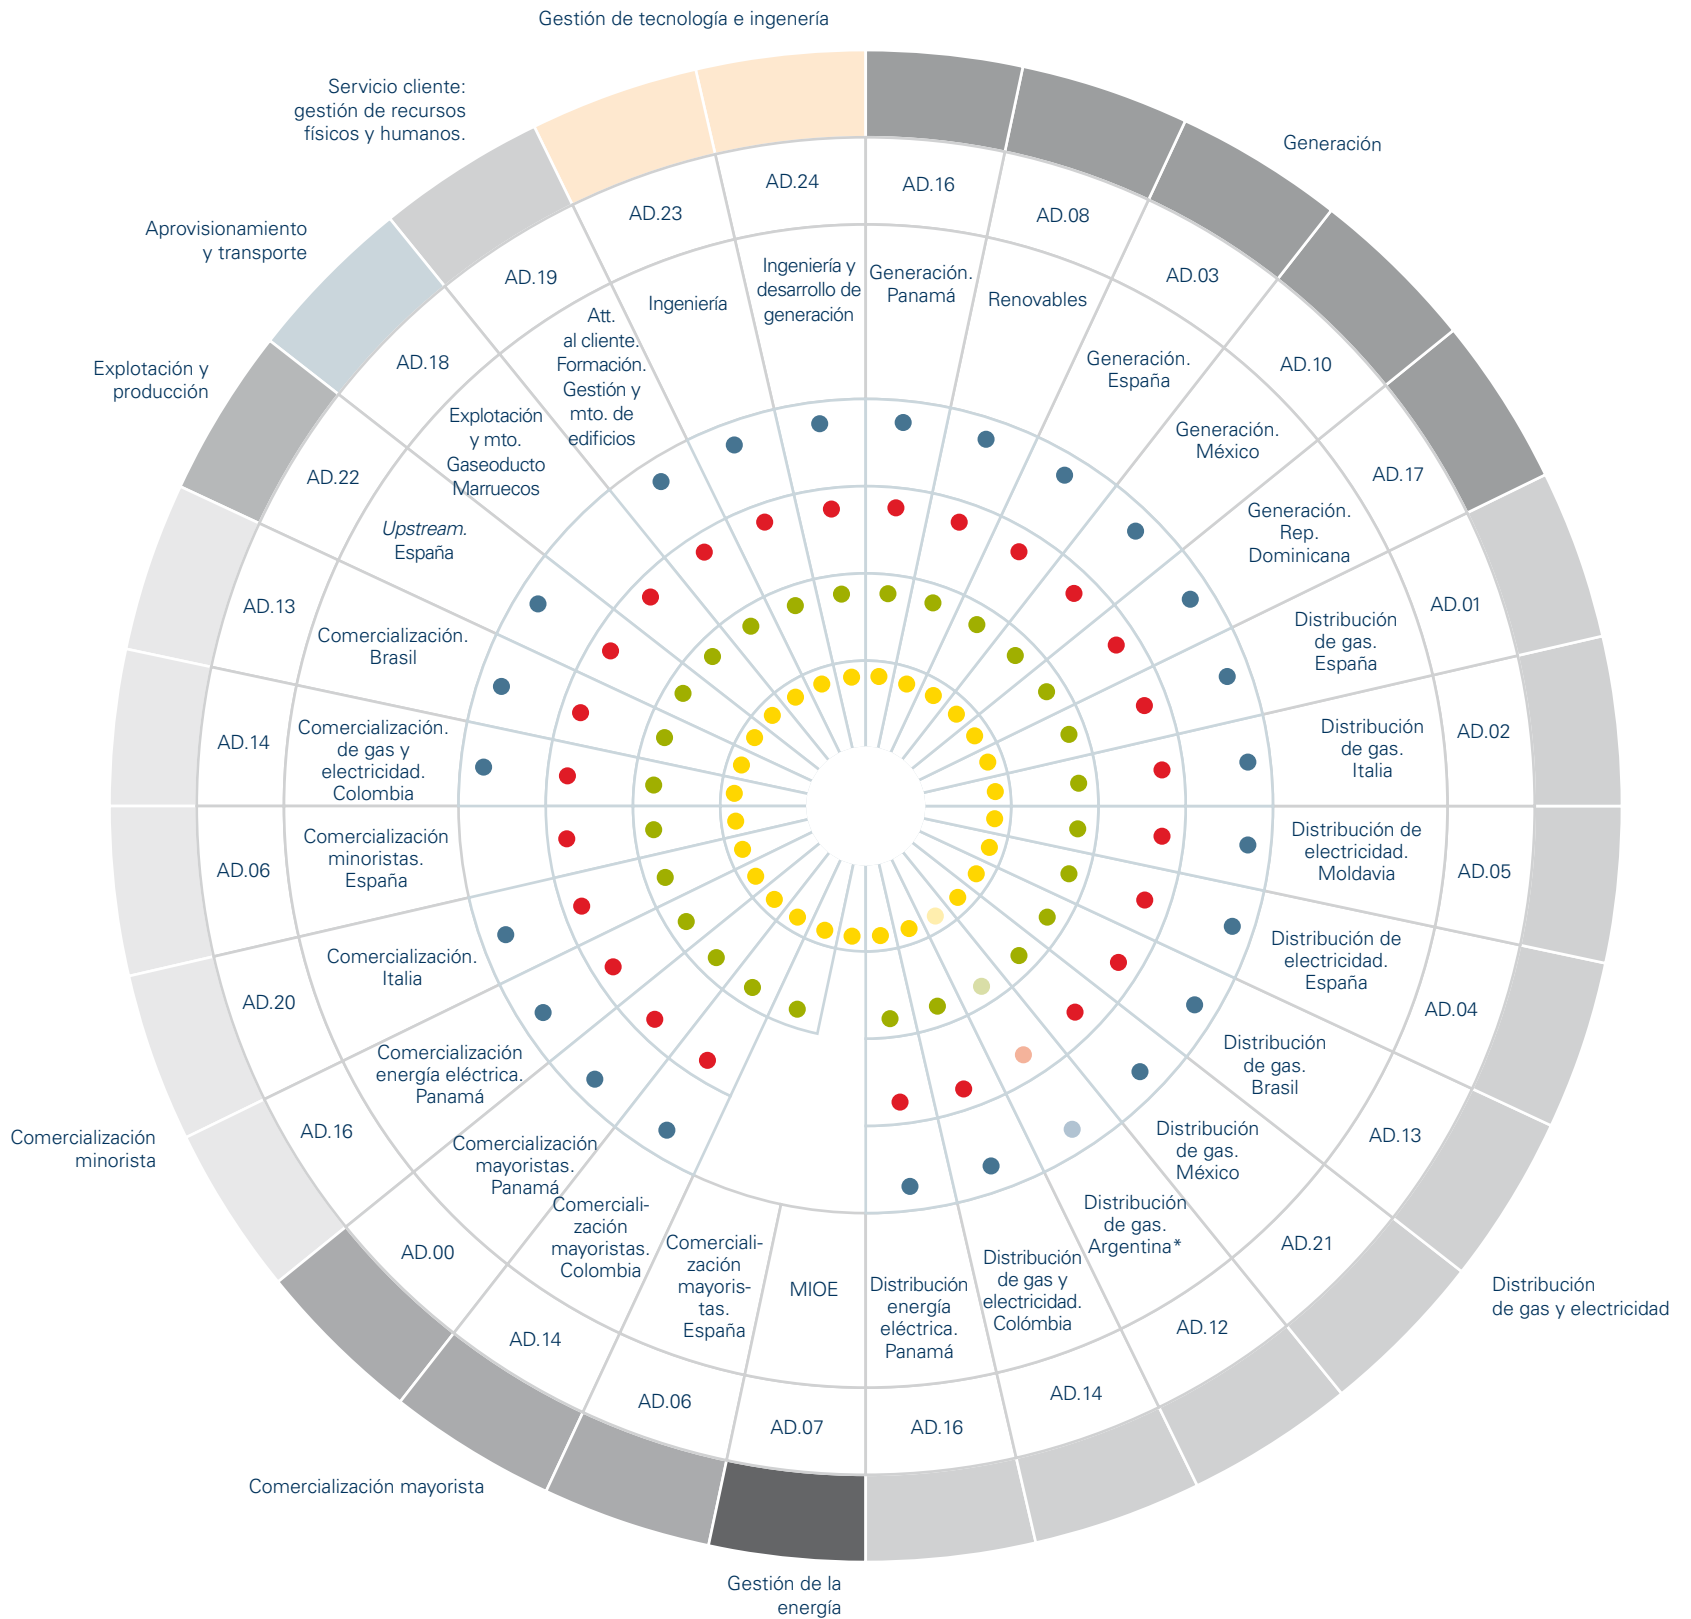 Gestión de tecnología e ingenería
Servicio cliente:
gestión de recursos
físicos y humanos.
Generación
Aprovisionamiento
y transporte
Explotación y
producción
Comercialización
minorista
Comercialización mayorista
Gestión de la
energía
Distribución
de gas y electricidad
AD.16
Generación.
Panamá
AD.08
Renovables
AD.03
Generación.
España
AD.10
Generación.
México
AD.17
Generación.
Rep.
Dominicana
AD.01
Distribución
de gas.
España
AD.02
Distribución
de gas.
Italia
AD.05
Distribución de
electricidad.
Moldavia
AD.04
Distribución de
electricidad.
España
AD.13
Distribución
de gas.
Brasil
AD.21
Distribución
de gas.
México
AD.12
Distribución
de gas.
Argentina*
AD.14
Distribución
de gas y
electricidad.
Colómbia
AD.16
Distribución
energía
eléctrica.
Panamá
AD.07
MIOE
AD.06
Comerciali-
zación
mayoris-
tas.
España
AD.14
Comerciali-
zación
mayoristas.
Colombia
AD.00
Comercialización
mayoristas.
Panamá
AD.16
Comercialización
energía eléctrica.
Panamá
AD.20
Comercialización.
Italia
AD.06
Comercialización
minoristas.
España
AD.14
Comercialización.
de gas y
electricidad.
Colombia
AD.13
Comercialización.
Brasil
AD.22
Upstream.
España
AD.18
Explotación
y mto.
Gaseoducto
Marruecos
AD.19
Att.
al cliente.
Formación.
Gestión y
mto. de
edificios
AD.23
Ingeniería
AD.24
Ingeniería y
desarrollo de
generación